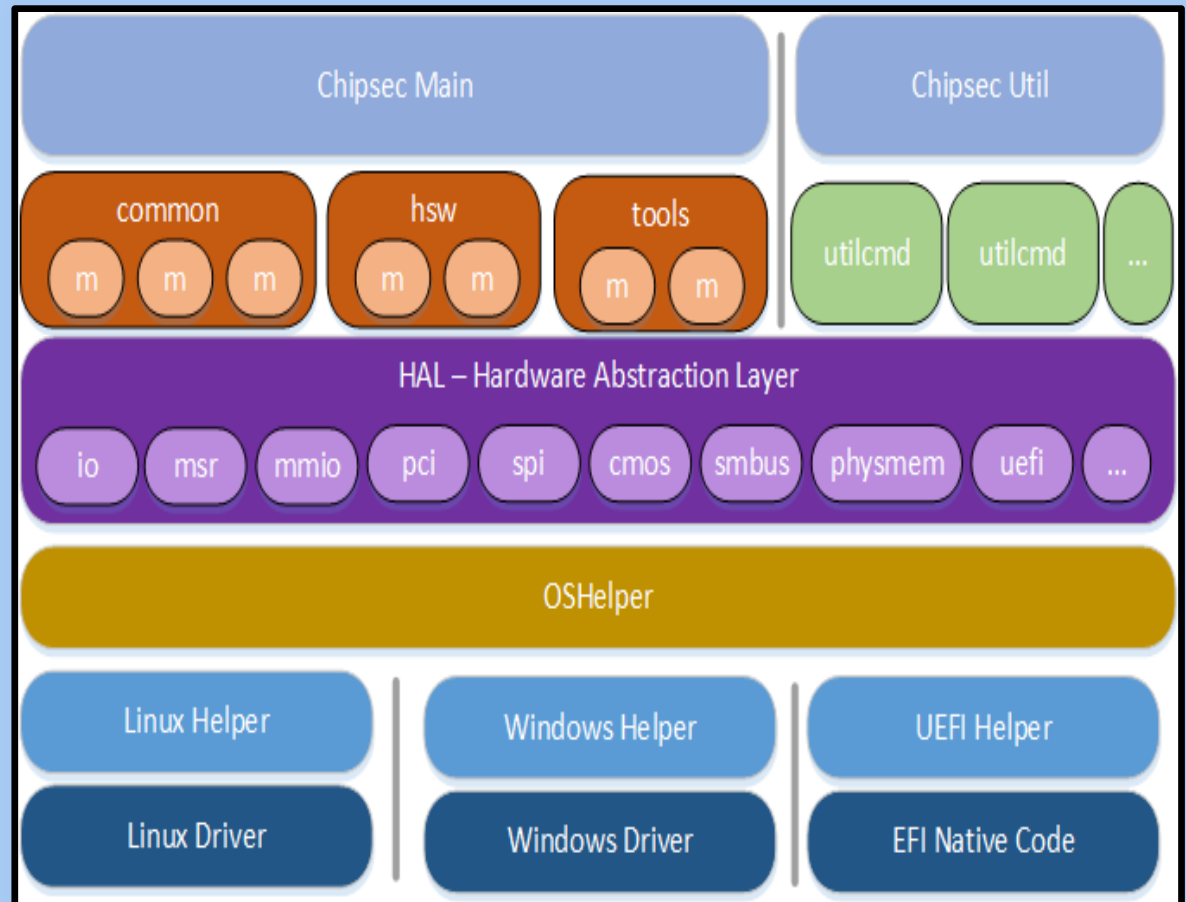 Chipsec Main
Chipsec Util
common
hsw
tools
m
m
m
m
m
m
m
utilcmd
utilcmd
...
HAL – Hardware Abstraction Layer
io
msr
mmio
pci
spi
cmos
smbus
physmem
uefi
...
OSHelper
Linux Helper
Windows Helper
UEFI Helper
Linux Driver
Windows Driver
EFI Native Code